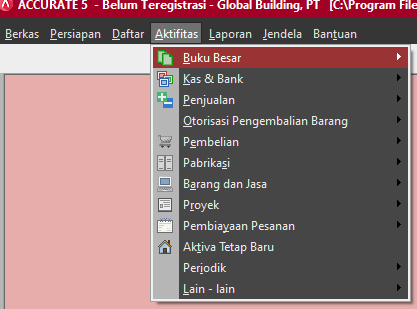 ACCURATE 5 - Belum Teregistrasi - Global Building, PT [C:\Program File
Berkas Persiapan Daftar Aktifitas Laporan Jendela Bantuan
Buku Besar
Kas & Bank
Penjualan
Otorisasi Pengembalian Barang
Pembelian
Pabrikasi
Barang dan Jasa
Proyek
Pembiayaan Pesanan
Aktiva Tetap Baru
Periodik
Lain - lain